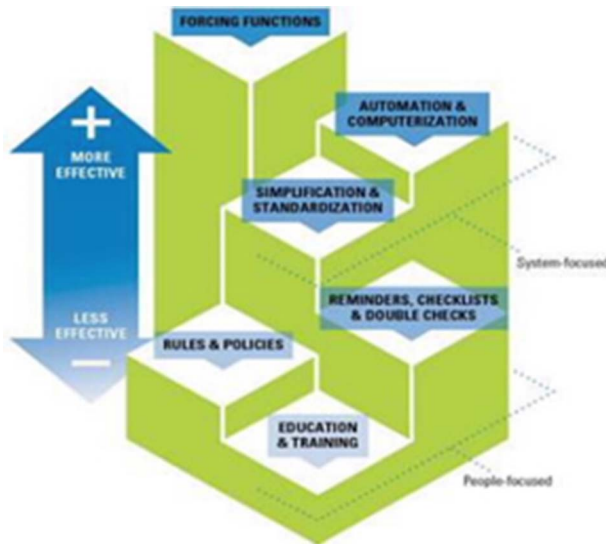 FORCING FUNCTIONS
AUTOMATION &
COMPUTERIZATION
+
MORE
EFFECTIVE
SIMPLIFICATION &
STANDARDIZATION
System-focused
REMINDERS, CHECKLISTS
& DOUBLE CHECKS
LESS
EFFECTIVE
−
RULES & POLICIES
EDUCATION
& TRAINING
People-focused